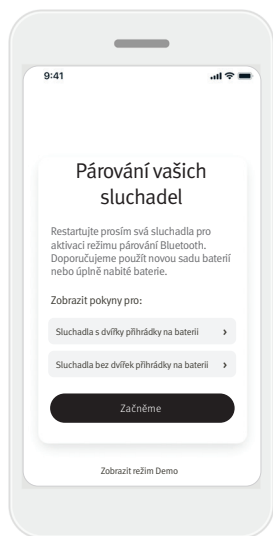 9:41
Párování vašich
sluchadel
Restartujte prosím svá sluchadla pro
aktivaci režimu párování Bluetooth.
Doporučujeme použít novou sadu baterií
nebo úplně nabité baterie.
Zobrazit pokyny pro:
Sluchadla s dvířky přihrádky na baterii
Sluchadla bez dvířek přihrádky na baterii
Začněme
Zobrazit režim Demo